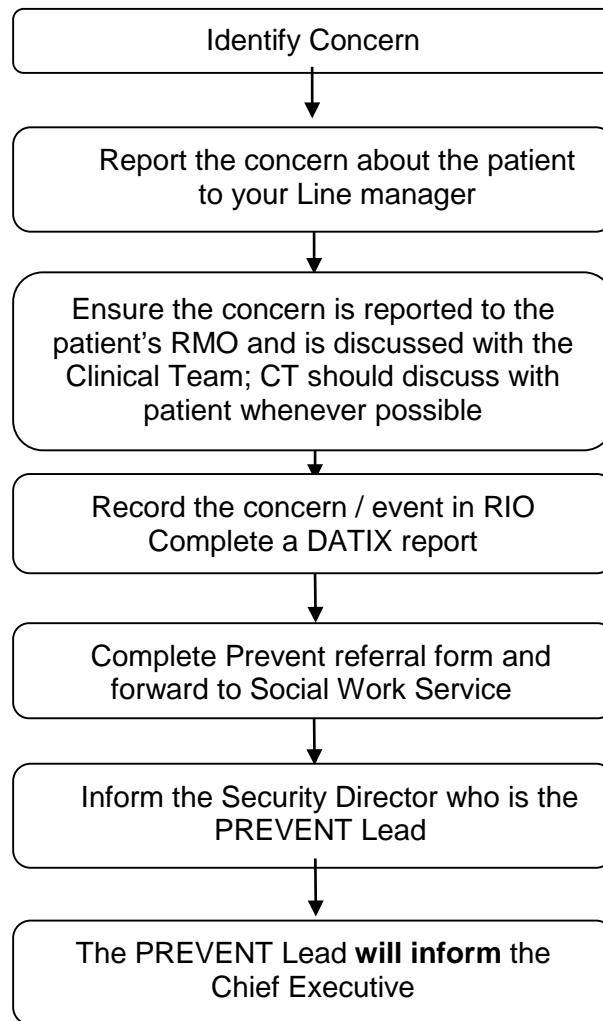 Identify Concern
Report the concern about the patient
to your Line manager
Ensure the concern is reported to the
patient’s RMO and is discussed with the
Clinical Team; CT should discuss with
patient whenever possible
Record the concern / event in RIO
Complete a DATIX report
Complete Prevent referral form and
forward to Social Work Service
Inform the Security Director who is the
PREVENT Lead
The PREVENT Lead will inform the
Chief Executive